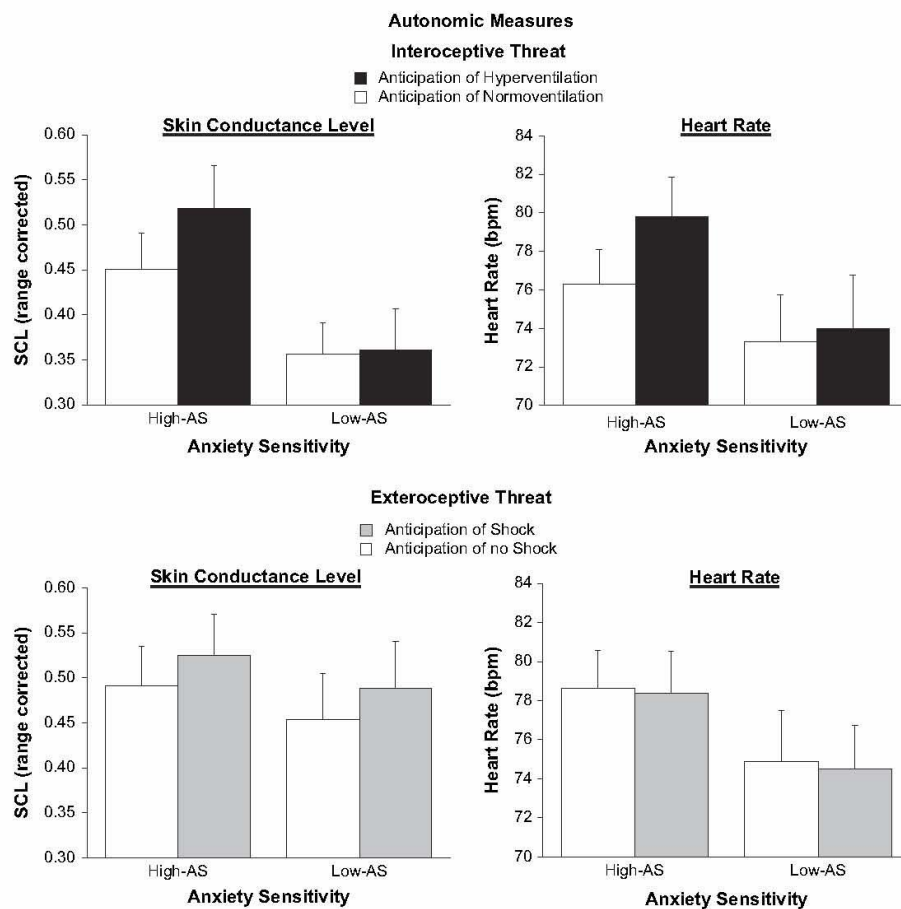 Autonomic Measures
Interoceptive Threat
Anticipation of Hyperventilation
Anticipation of Normoventilation
Skin Conductance Level
0.60
0.55
0.50
0.45
0.40
0.35
0.30
SCL (range corrected)
High-AS Low-AS
Anxiety Sensitivity
Heart Rate
84
82
80
78
76
74
72
70
Heart Rate (bpm)
High-AS Low-AS
Anxiety Sensitivity
Exteroceptive Threat
Anticipation of Shock
Anticipation of no Shock
Skin Conductance Level
0.60
0.55
0.50
0.45
0.40
0.35
0.30
SCL (range corrected)
High-AS Low-AS
Anxiety Sensitivity
Heart Rate
84
82
80
78
76
74
72
70
Heart Rate (bpm)
High-AS Low-AS
Anxiety Sensitivity